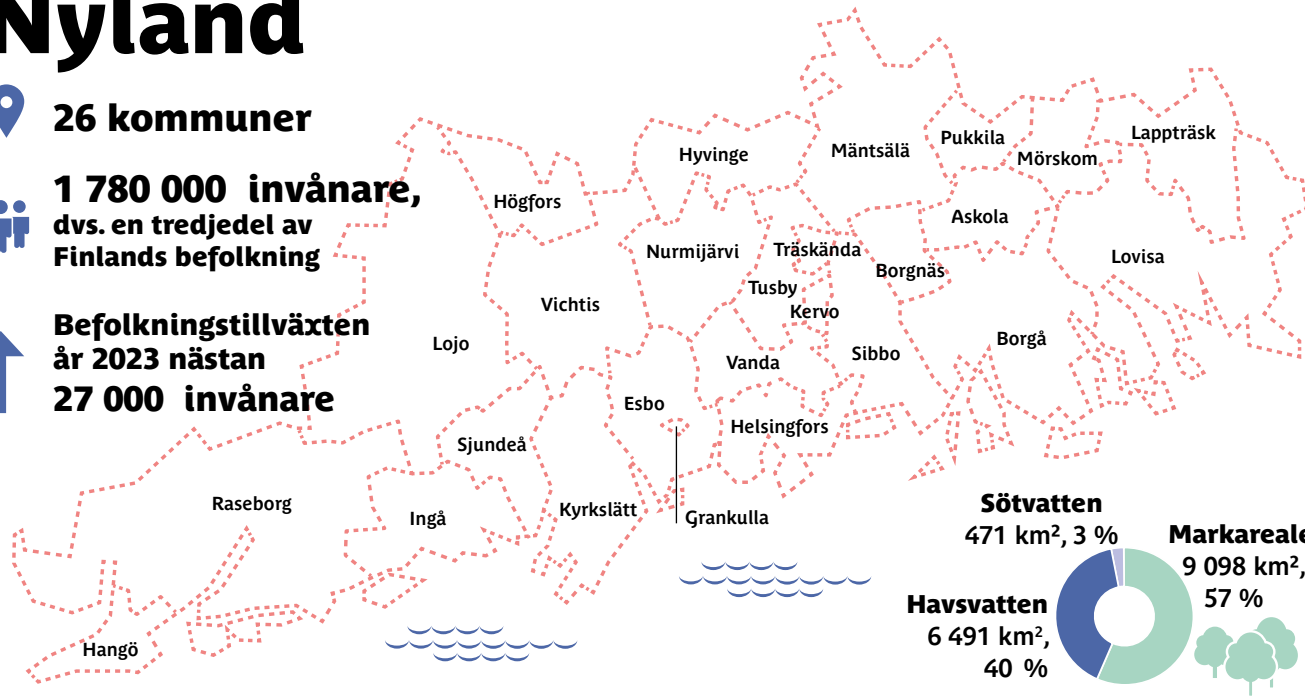 Nyland
26 kommuner
1 780 000 invånare,
dvs. en tredjedel av
Finlands befolkning
Befolkningstillväxten
år 2023 nästan
27 000 invånare
Lappträsk
Pukkila
Mäntsälä
Hyvinge
Mörskom
Högfors
Askola
Nurmijärvi
Träskända
Lovisa
Borgnäs
Tusby
Vichtis
Kervo
Borgå
Lojo
Sibbo
Vanda
Esbo
Helsingfors
Sjundeå
Raseborg
Kyrkslätt
Ingå
Grankulla
Hangö
Sötvatten
471 km², 3 %
Markareale
9 098 km²,
57 %
Havsvatten
6 491 km²,
40 %